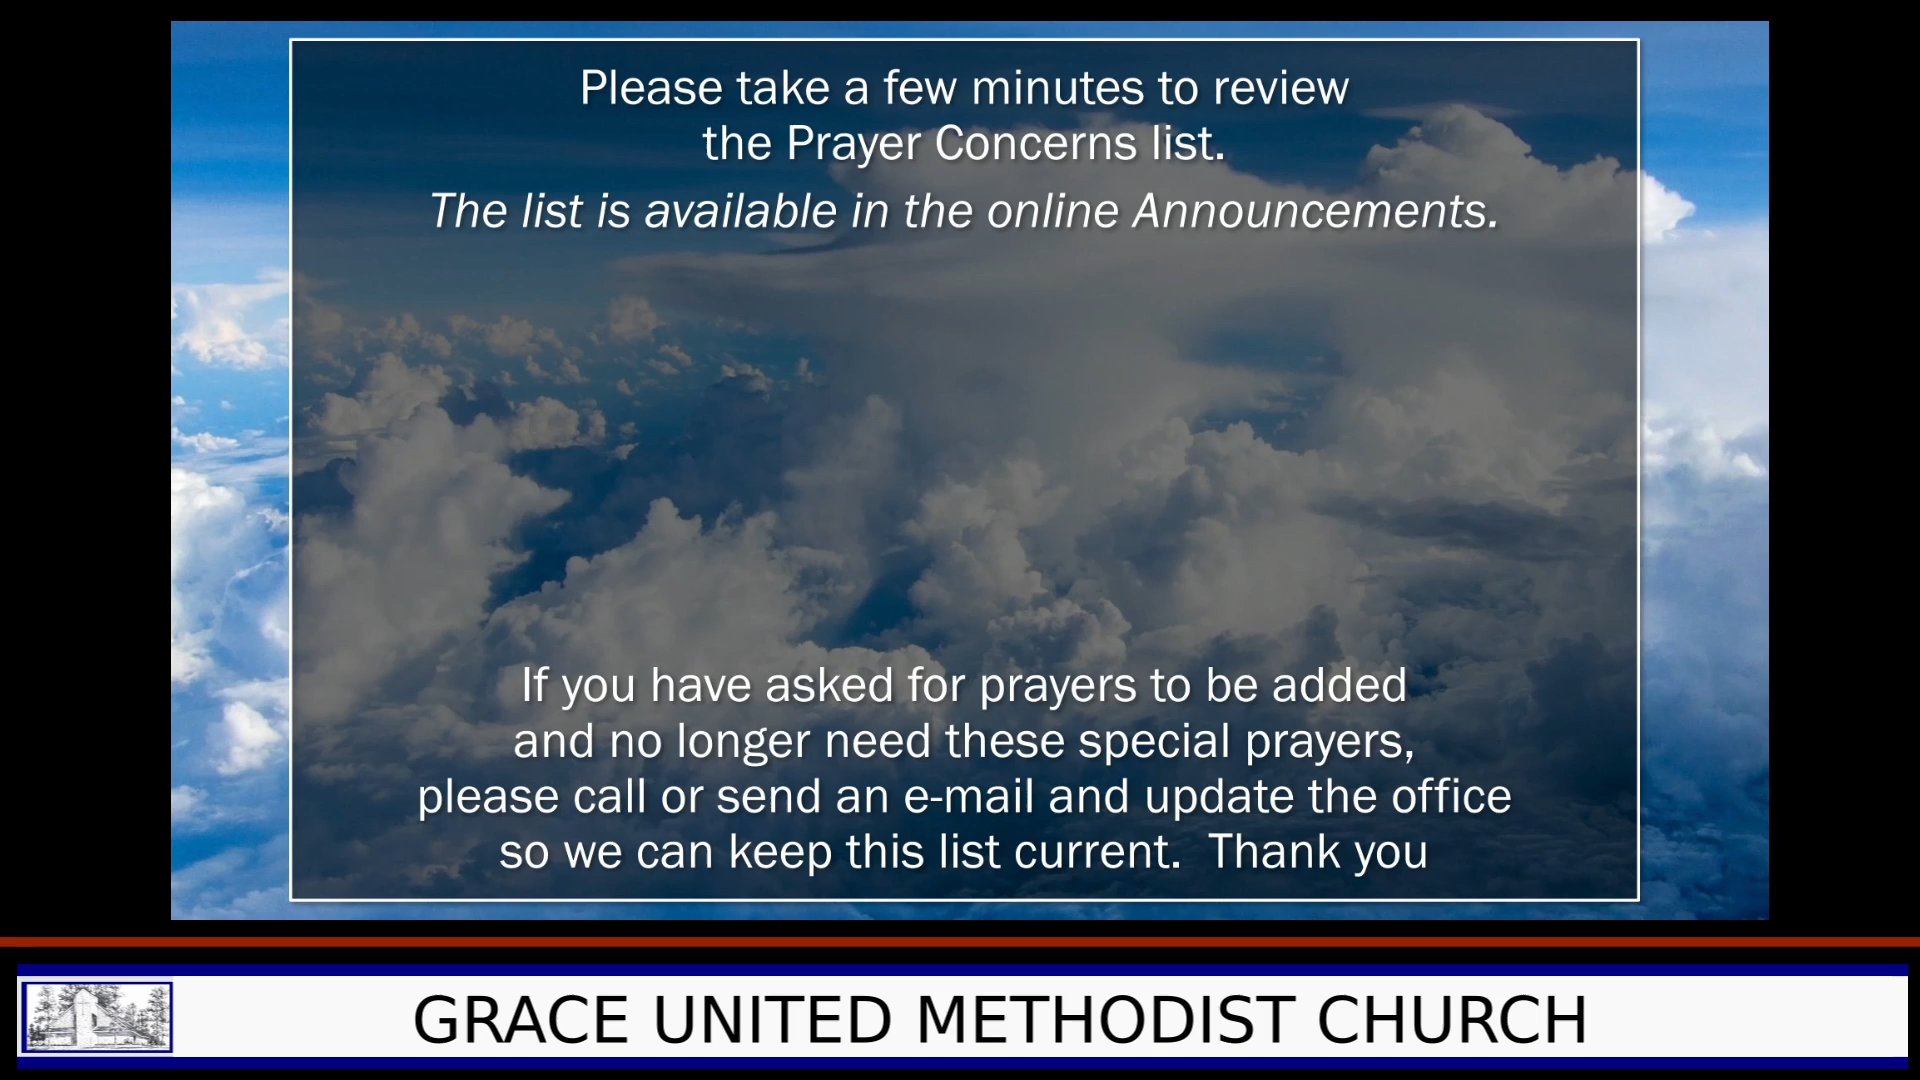 Please take a few minutes to review
the Prayer Concerns list.
The list is available in the online Announcements.
If you have asked for prayers to be added
and no longer need these special prayers,
please call or send an e-mail and update the office
so we can keep this list current.  Thank you
GRACE UNITED METHODIST CHURCH